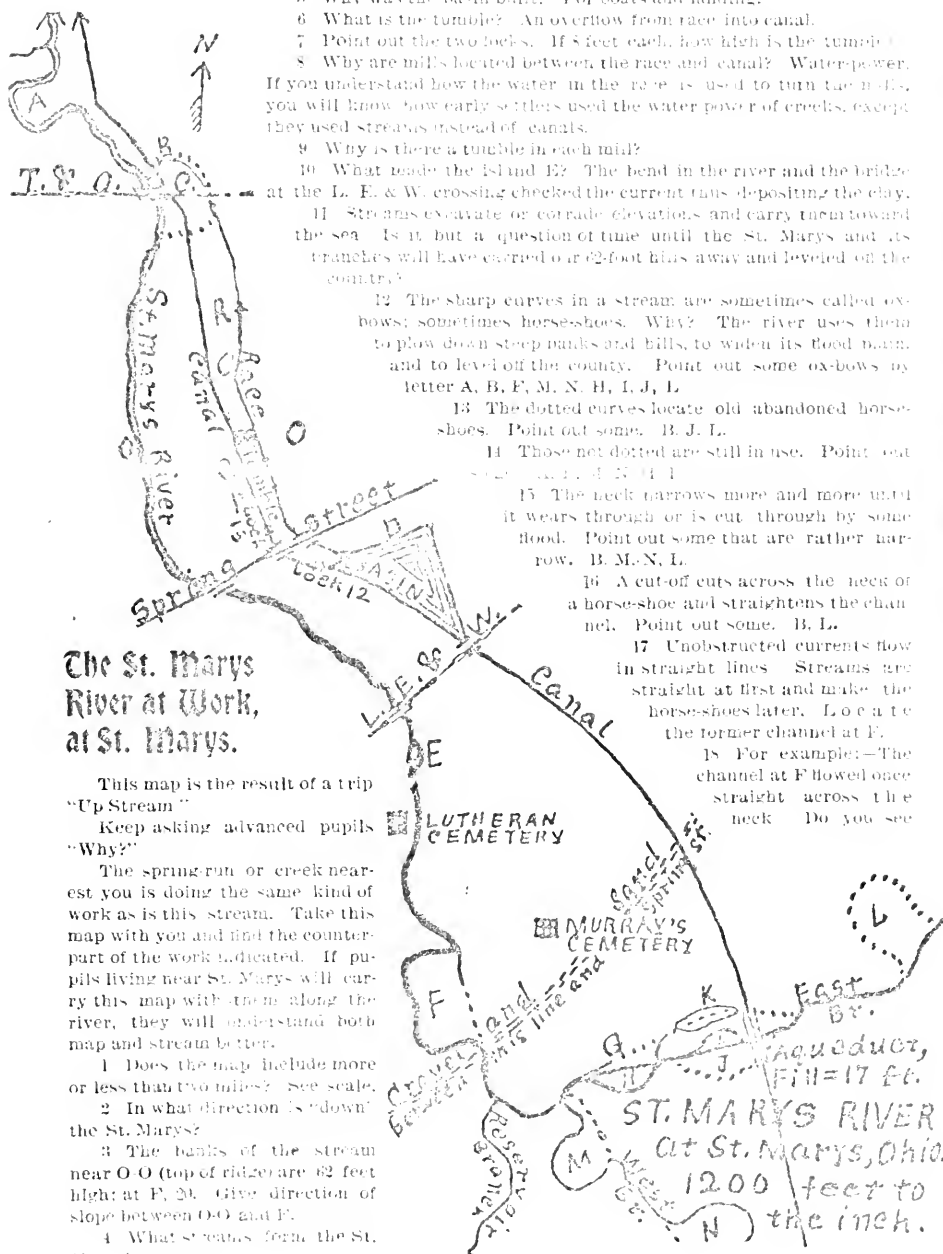 6 What is the tumble? An overflow from race into canal.
7 Point out the two locks. If 8 feet each, how high is the tumble
8 Why are mills located between the race and canal? Water-power.
If you understand how the water in the race is used to turn the mills,
you will know how early settlers used the water power of creeks, except
they used streams instead of canals.
9 Why is there a tumble in each mill?
10 What made the island E? The bend in the river and the bridge
at the L. E. & W. crossing checked the current thus depositing the clay.
11 Streams excavate or corrade elevations and carry them toward
the sea Is it but a question of time until the St. Marys and its
branches will have carried our 62-foot hills away and leveled off the
country?
12 The sharp curves in a stream are sometimes called ox-
bows; sometimes horse-shoes. Why? The river uses them
to plow down steep banks and hills, to widen its flood plain,
and to level off the county. Point out some ox-bows by
letter A, B, F, M, N, H, I, J, L
13 The dotted curves locate old abandoned horse-
shoes. Point out some. B. J. L.
14 Those not dotted are still in use. Point out
15 The neck narrows more and more until
it wears through or is cut through by some
flood. Point out some that are rather nar-
row. B. M. N, L
16 A cut-off cuts across the neck of
a horse-shoe and straightens the chan
nel. Point out some. B. L.
17 Unobstructed currents flow
in straight lines Streams are
straight at first and make the
horse-shoes later. Locate
the former channel at F.
18 For example:—The
channel at F flowed once
straight across the
neck Do you see
The St. Marys
River at Work,
at St. Marys.
This map is the result of a trip
"Up Stream"
Keep asking advanced pupils
"Why?"
The spring-run or creek near-
est you is doing the same kind of
work as is this stream. Take this
map with you and find the counter-
part of the work indicated. If pu-
pils living near St. Marys will car-
ry this map with them along the
river, they will understand both
map and stream better.
1 Does the map include more
or less than two miles? See scale.
2 In what direction is "down"
the St. Marys?
3 The banks of the stream
near O-O (top of ridge) are 62 feet
high; at F, 20. Give direction of
slope between O-O and F.
4 What streams form the St.
N
A
B
T. & O. C.
St. Marys River
Canal
R
Race
O
O
Tumble
Lock 13
Spring Street
Lock 12
D
BASIN
L. E. & W.
Canal
E
LUTHERAN
CEMETERY
MURRAY'S
CEMETERY
Gravel and
Sand
between this line and Spring St.
F
L
K
East
Br.
G
H
I
J
Aqueduct,
Fill=17 ft.
Reservoir
Branch
M
West
Br.
N
ST. MARYS RIVER
at St. Marys, Ohio.
1200 feet to
the inch.